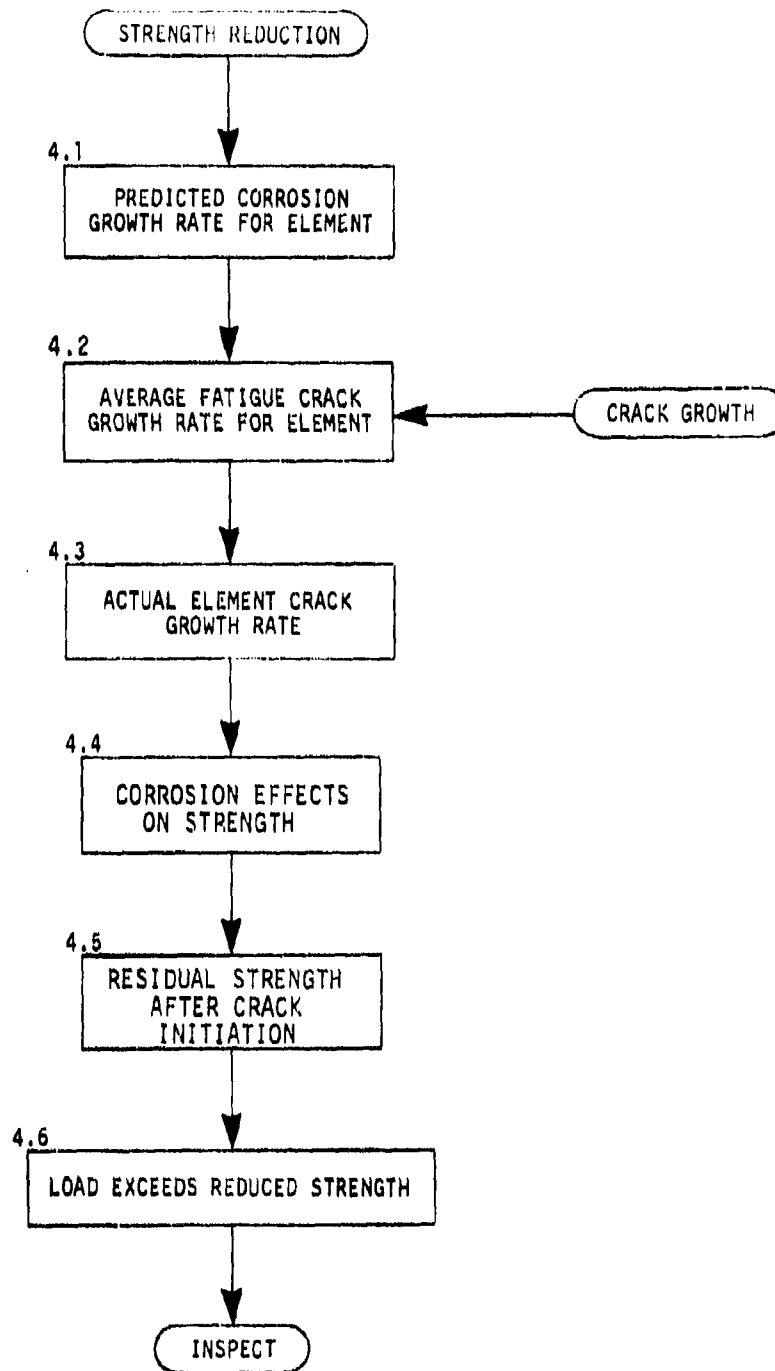 STRENGTH REDUCTION
4.1
PREDICTED CORROSION
GROWTH RATE FOR ELEMENT
4.2
AVERAGE FATIGUE CRACK
GROWTH RATE FOR ELEMENT
CRACK GROWTH
4.3
ACTUAL ELEMENT CRACK
GROWTH RATE
4.4
CORROSION EFFECTS
ON STRENGTH
4.5
RESIDUAL STRENGTH
AFTER CRACK
INITIATION
4.6
LOAD EXCEEDS REDUCED STRENGTH
INSPECT